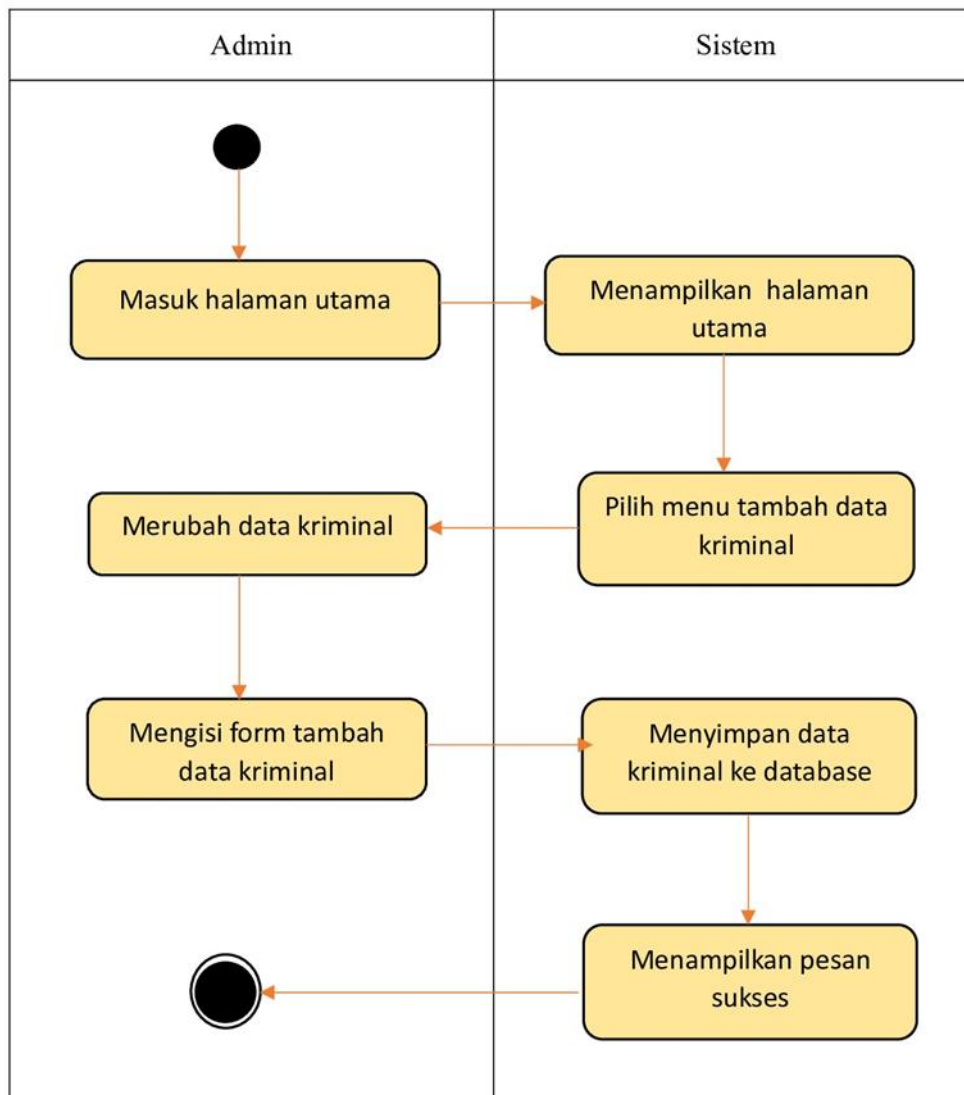 Admin
Sistem
Masuk halaman utama
Menampilkan halaman
utama
Pilih menu tambah data
kriminal
Merubah data kriminal
Mengisi form tambah
data kriminal
Menyimpan data
kriminal ke database
Menampilkan pesan
sukses